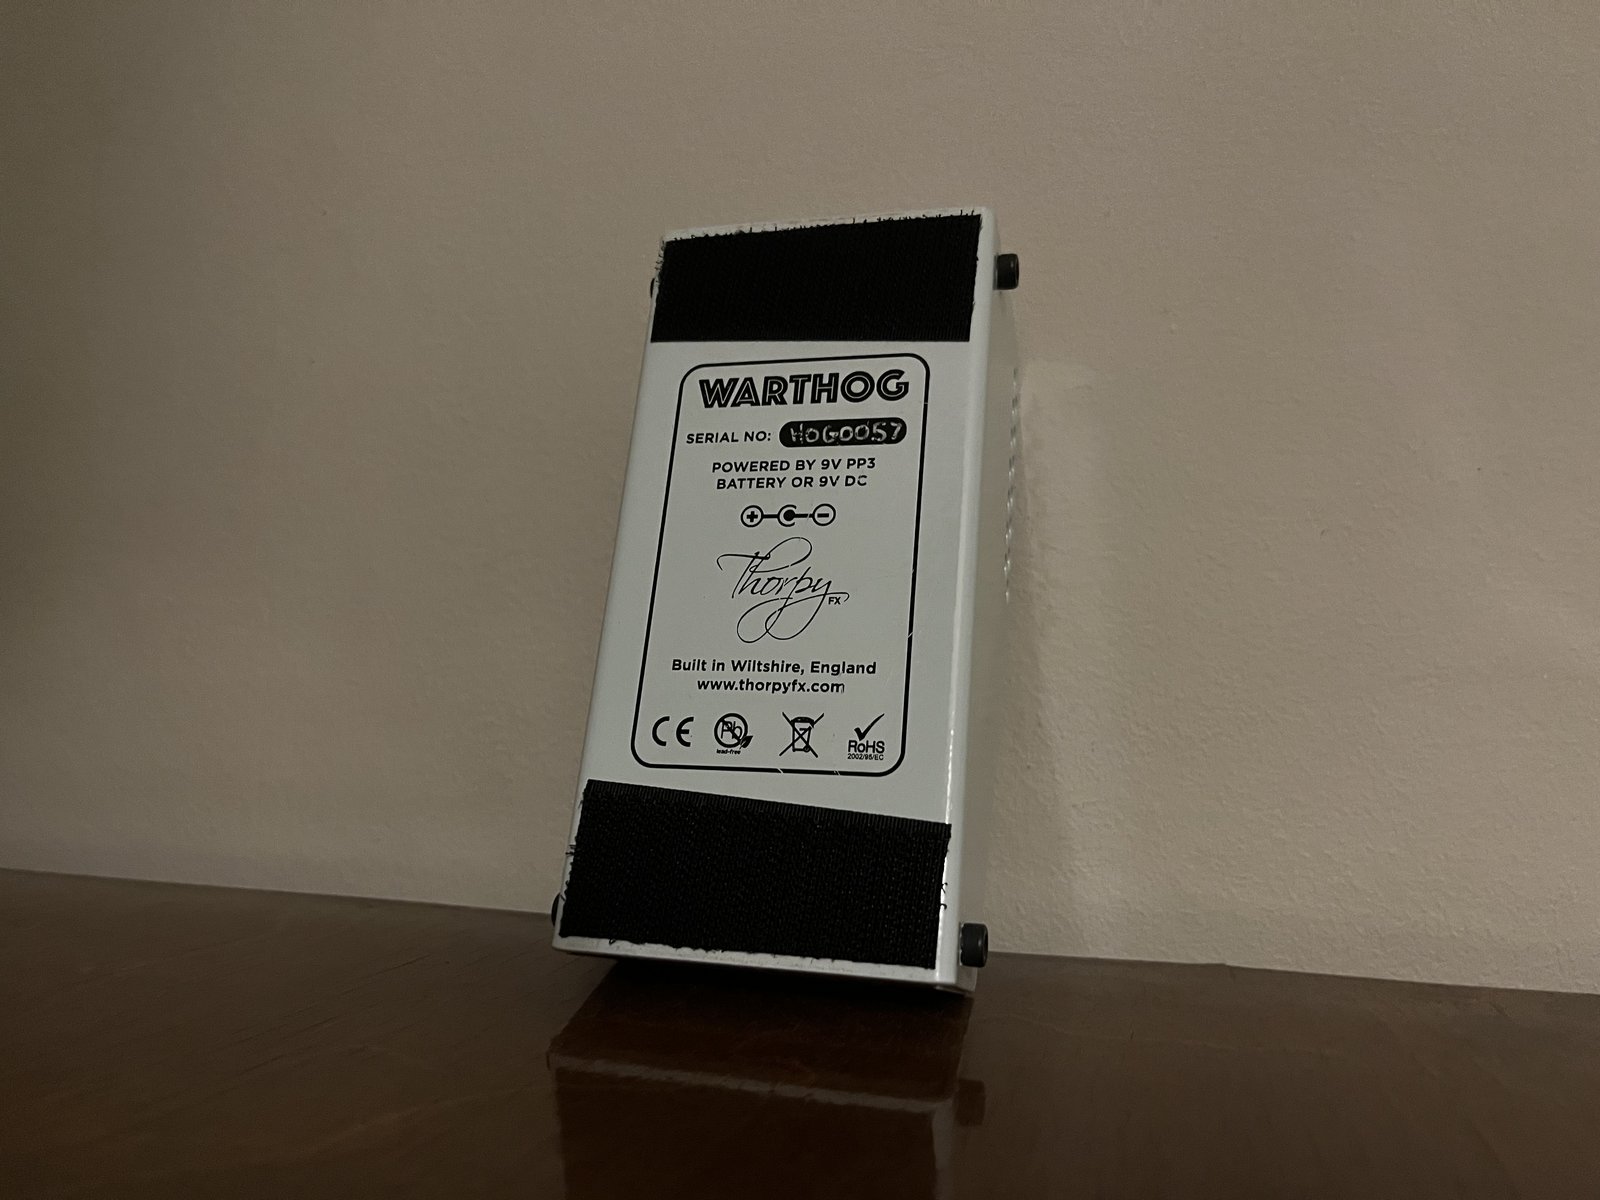 WARTHOG
SERIAL NO: HOG0057
POWERED BY 9V PP3
BATTERY OR 9V DC
Thorpy FX
Built in Wiltshire, England
www.thorpyfx.com
CE Pb RoHS
lead-free 2002/95/EC